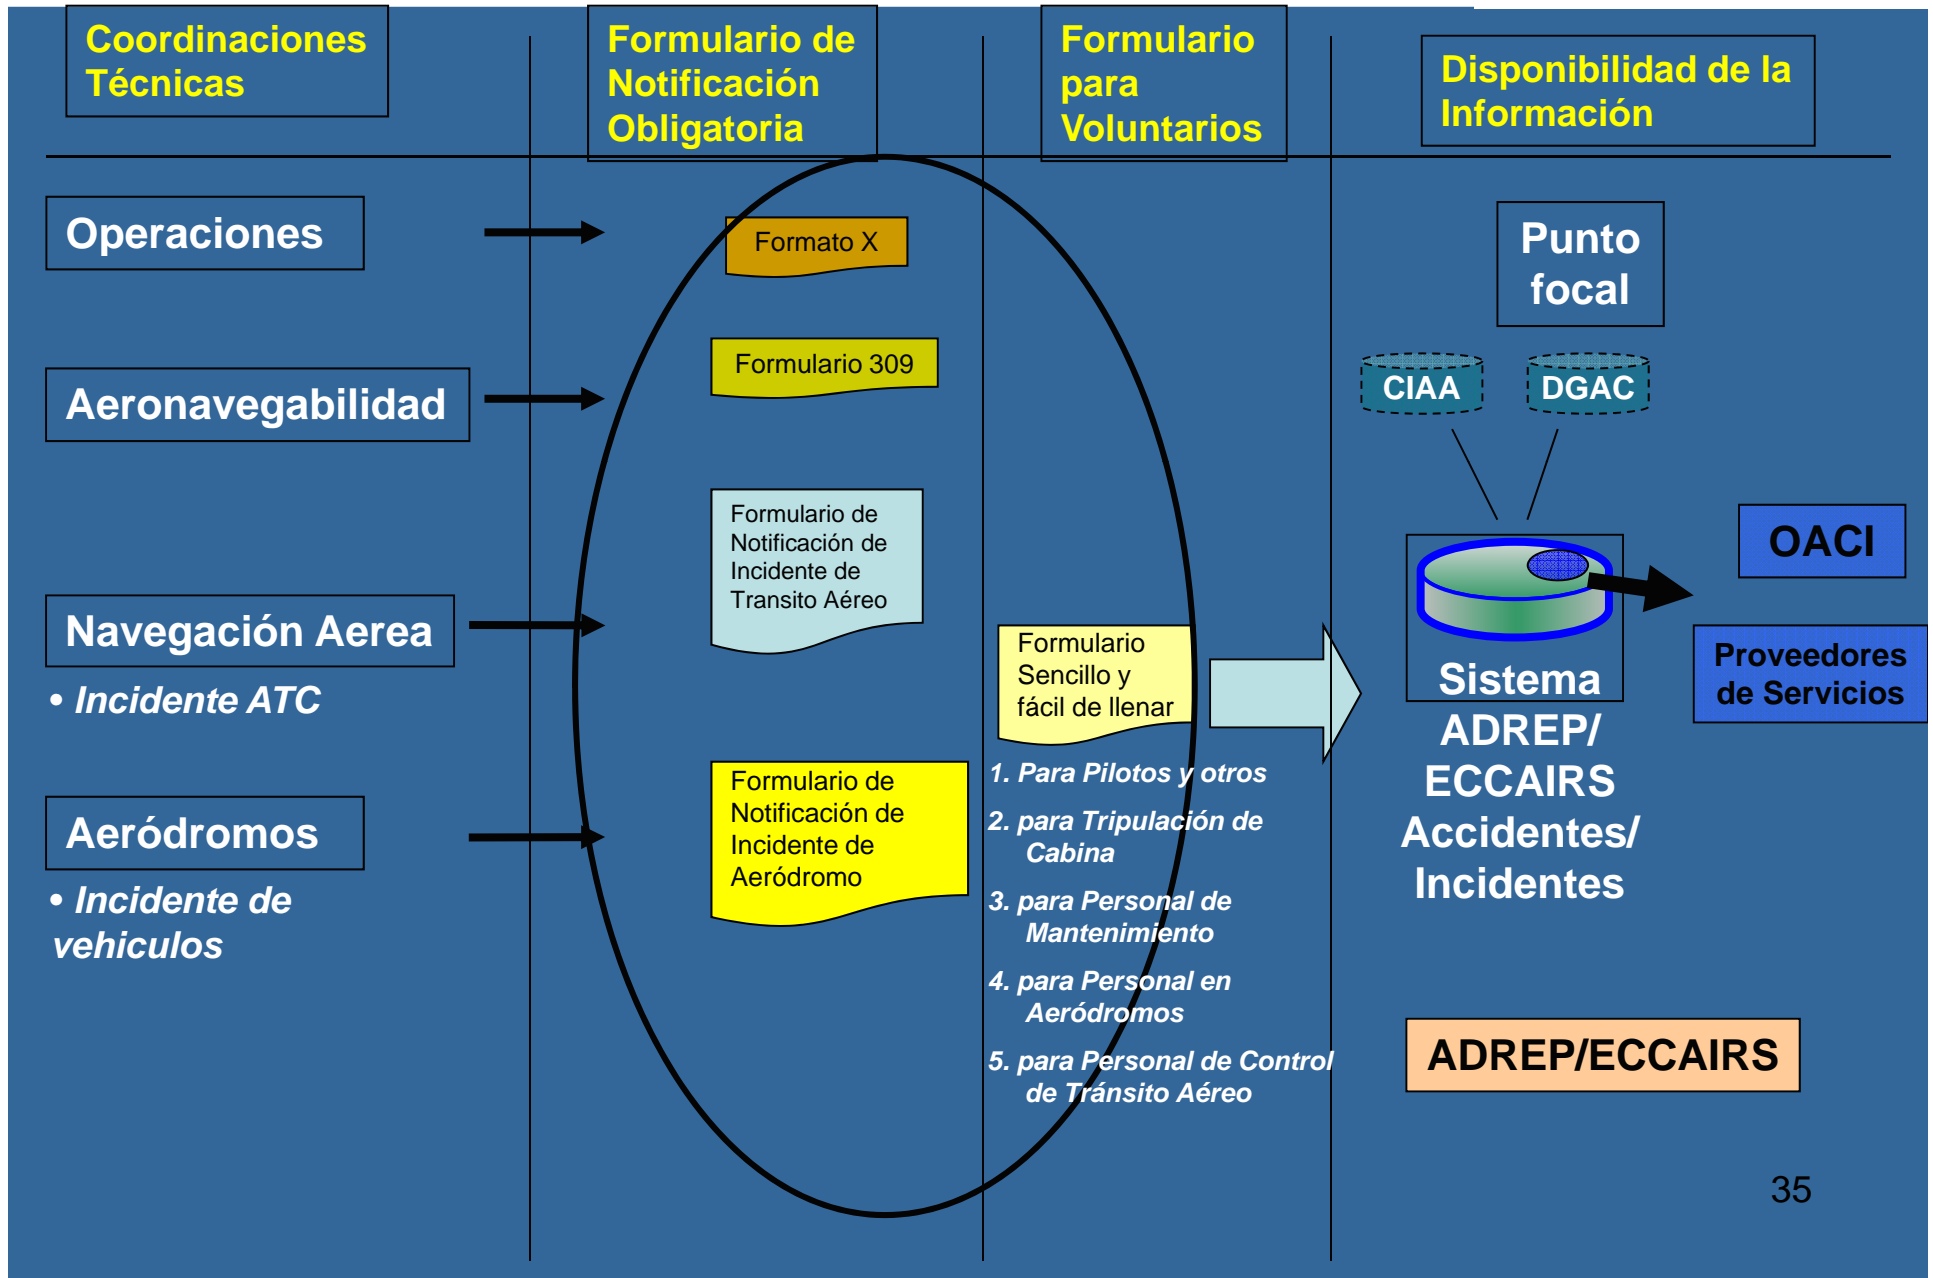 Coordinaciones
Técnicas
Formulario de
Notificación
Obligatoria
Formulario
para
Voluntarios
Disponibilidad de la
Información
Operaciones
Aeronavegabilidad
Navegación Aerea
• Incidente ATC
Aeródromos
• Incidente de
vehiculos
Formato X
Formulario 309
Formulario de
Notificación de
Incidente de
Transito Aéreo
Formulario de
Notificación de
Incidente de
Aeródromo
Formulario
Sencillo y
fácil de llenar
1. Para Pilotos y otros
2. para Tripulación de
Cabina
3. para Personal de
Mantenimiento
4. para Personal en
Aeródromos
5. para Personal de Control
de Tránsito Aéreo
Punto
focal
CIAA
DGAC
Sistema
ADREP/
ECCAIRS
Accidentes/
Incidentes
OACI
Proveedores
de Servicios
ADREP/ECCAIRS
35